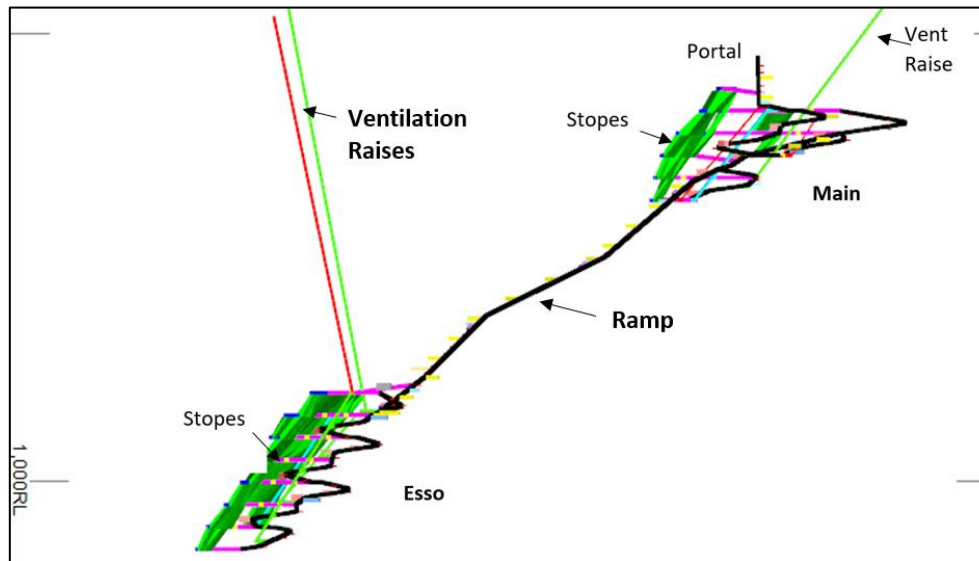 Portal
Vent
Raise
Stopes
Ventilation
Raises
Main
Ramp
Stopes
Esso
1,000RL